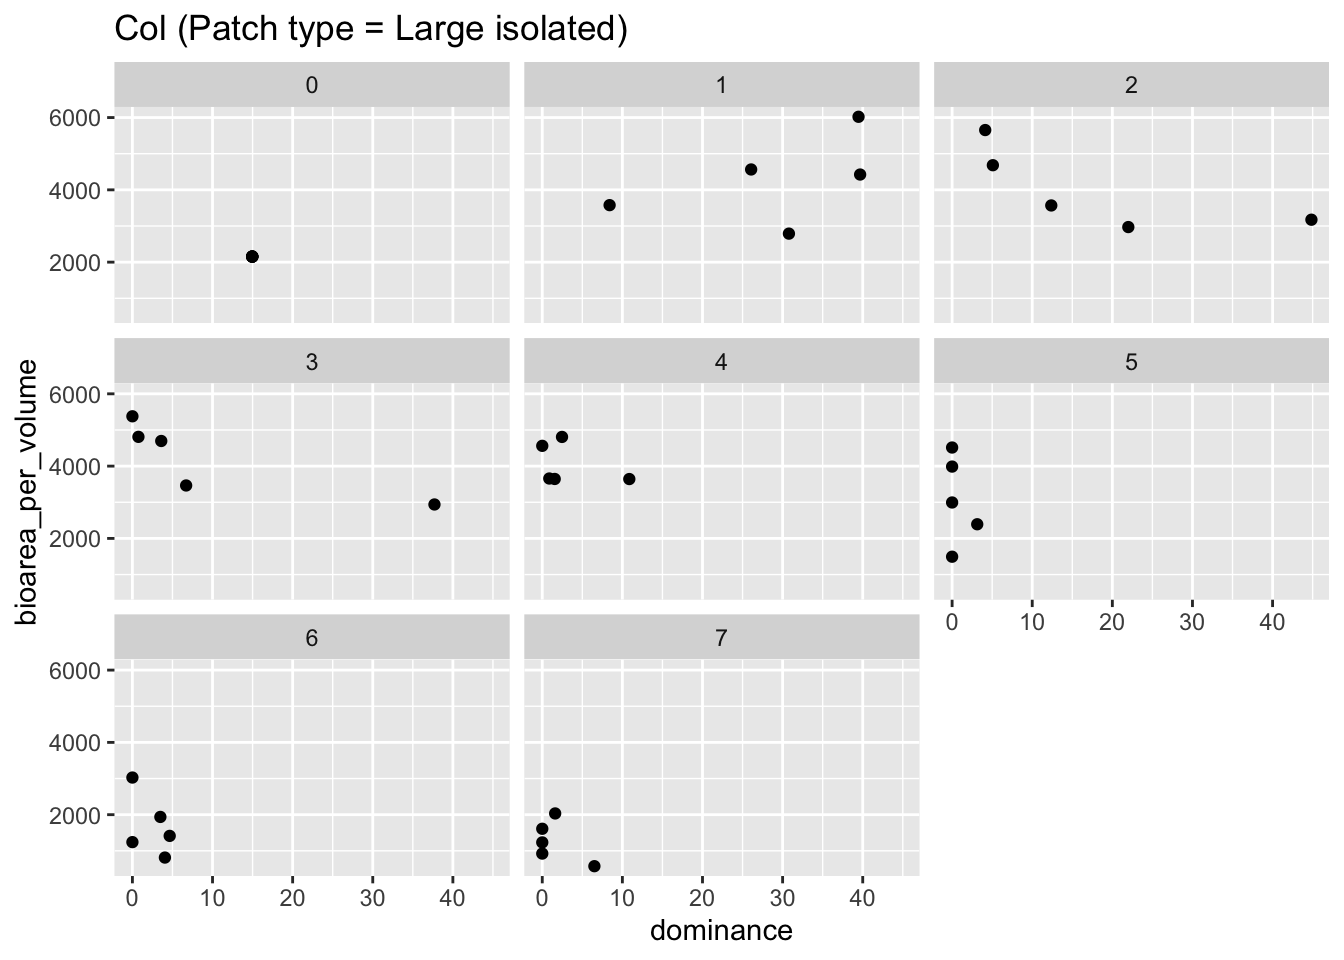 Col (Patch type = Large isolated)
0 1 2
6000
4000
2000
3 4 5
6000
4000
2000
0 10 20 30 40
6 7
6000
4000
2000
0 10 20 30 40 0 10 20 30 40
dominance
bioarea_per_volume